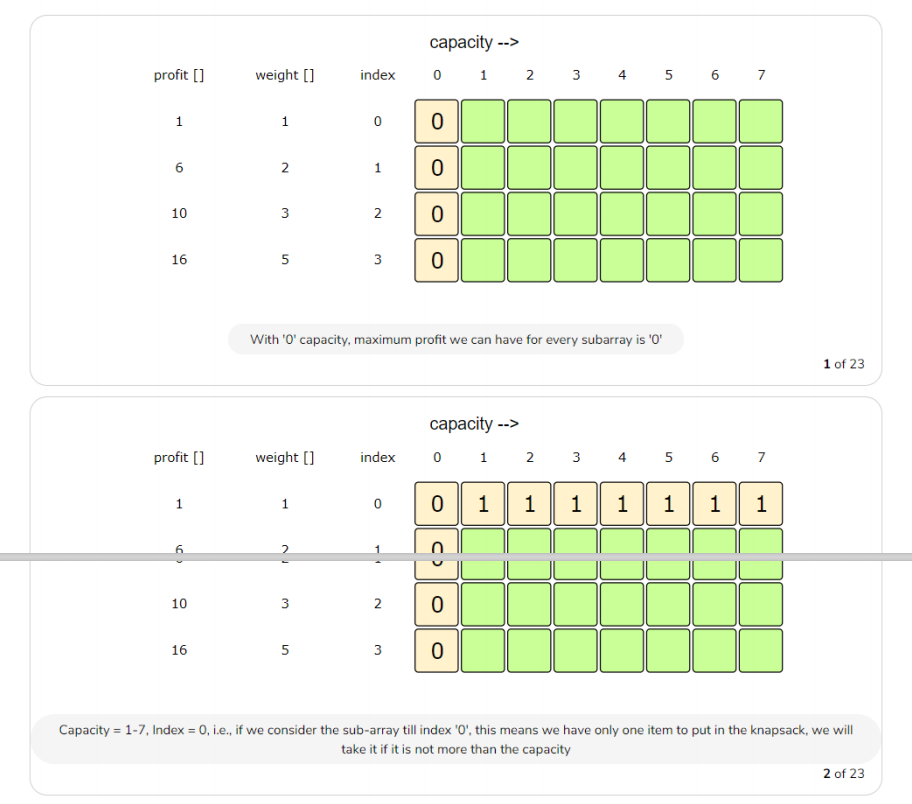 capacity -->
profit [] weight [] index 0 1 2 3 4 5 6 7
1 1 0 0
6 2 1 0
10 3 2 0
16 5 3 0
With '0' capacity, maximum profit we can have for every subarray is '0'
1 of 23
capacity -->
profit [] weight [] index 0 1 2 3 4 5 6 7
1 1 0 0 1 1 1 1 1 1 1
6 2 1 0
10 3 2 0
16 5 3 0
Capacity = 1-7, Index = 0, i.e., if we consider the sub-array till index '0', this means we have only one item to put in the knapsack, we will
take it if it is not more than the capacity
2 of 23